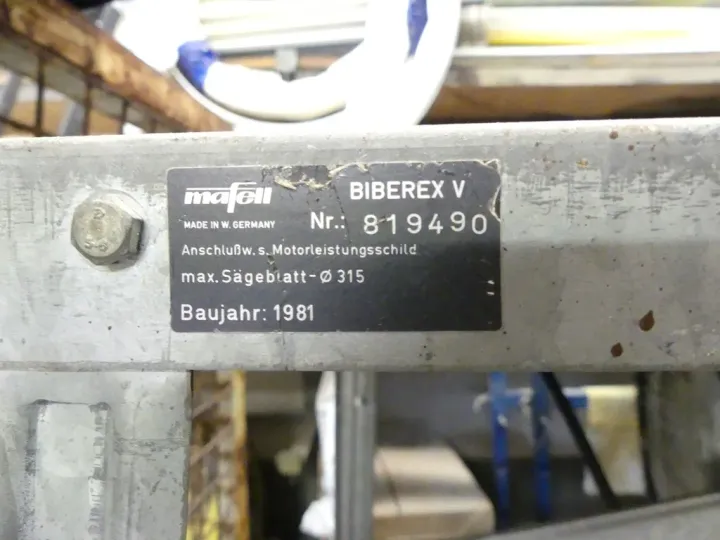 mafell BIBEREX V
MADE IN W. GERMANY Nr.: 819490
Anschlußw. s. Motorleistungsschild
max. Sägeblatt - Ø 315
Baujahr: 1981